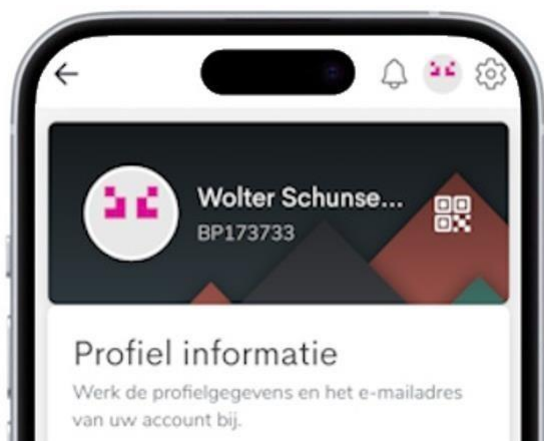 Wolter Schunse...
BP173733
Profiel informatie
Werk de profielgegevens en het e-mailadres
van uw account bij.